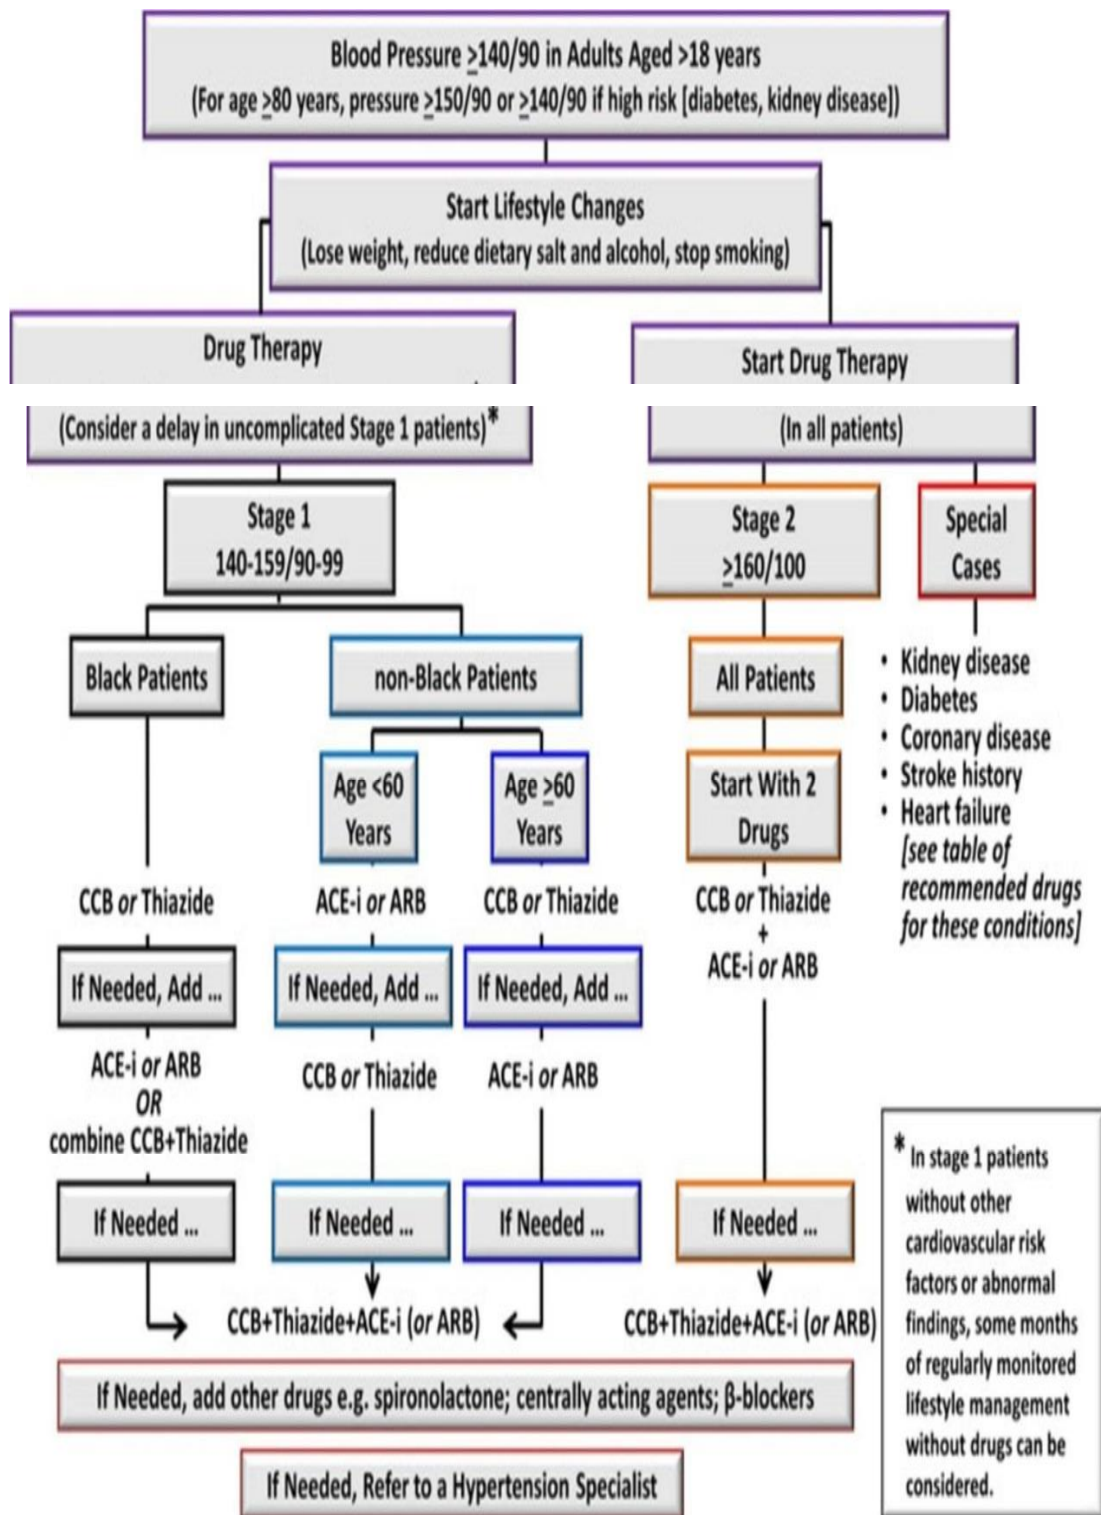 Blood Pressure ≥140/90 in Adults Aged >18 years
(For age ≥80 years, pressure ≥150/90 or ≥140/90 if high risk [diabetes, kidney disease])
Start Lifestyle Changes
(Lose weight, reduce dietary salt and alcohol, stop smoking)
Drug Therapy
(Consider a delay in uncomplicated Stage 1 patients)*
Start Drug Therapy
(In all patients)
Stage 1
140-159/90-99
Black Patients
CCB or Thiazide
If Needed, Add ...
ACE-i or ARB
OR
combine CCB+Thiazide
If Needed ...
non-Black Patients
Age <60
Years
ACE-i or ARB
If Needed, Add ...
CCB or Thiazide
If Needed ...
Age ≥60
Years
CCB or Thiazide
If Needed, Add ...
ACE-i or ARB
If Needed ...
CCB+Thiazide+ACE-i (or ARB)
Stage 2
≥160/100
All Patients
Start With 2
Drugs
CCB or Thiazide
+
ACE-i or ARB
If Needed ...
CCB+Thiazide+ACE-i (or ARB)
Special
Cases
• Kidney disease
• Diabetes
• Coronary disease
• Stroke history
• Heart failure
[see table of
recommended drugs
for these conditions]
If Needed, add other drugs e.g. spironolactone; centrally acting agents; β-blockers
If Needed, Refer to a Hypertension Specialist
* In stage 1 patients
without other
cardiovascular risk
factors or abnormal
findings, some months
of regularly monitored
lifestyle management
without drugs can be
considered.